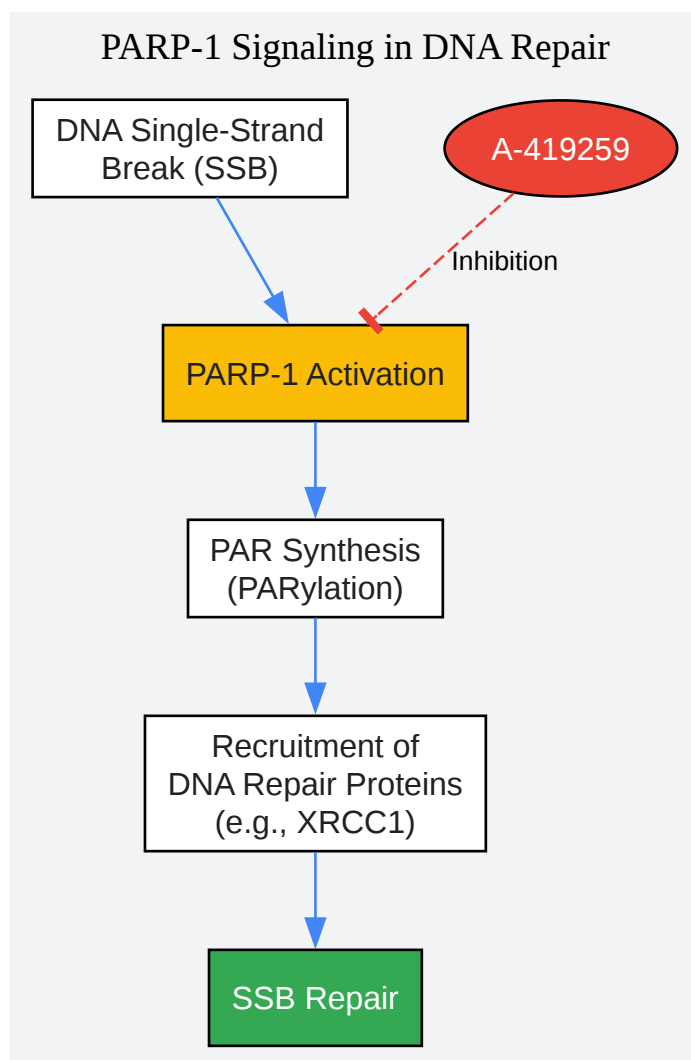 PARP-1 Signaling in DNA Repair
DNA Single-Strand
Break (SSB)
A-419259
Inhibition
PARP-1 Activation
PAR Synthesis
(PARylation)
Recruitment of
DNA Repair Proteins
(e.g., XRCC1)
SSB Repair